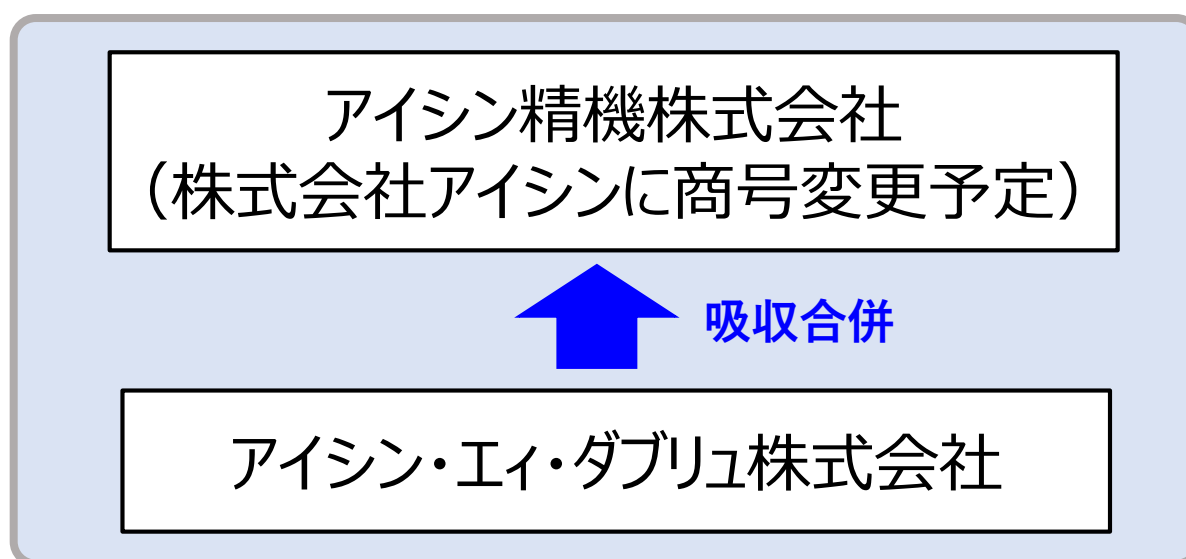 アイシン精機株式会社
（株式会社アイシンに商号変更予定）
吸収合併
アイシン・エィ・ダブリュ株式会社